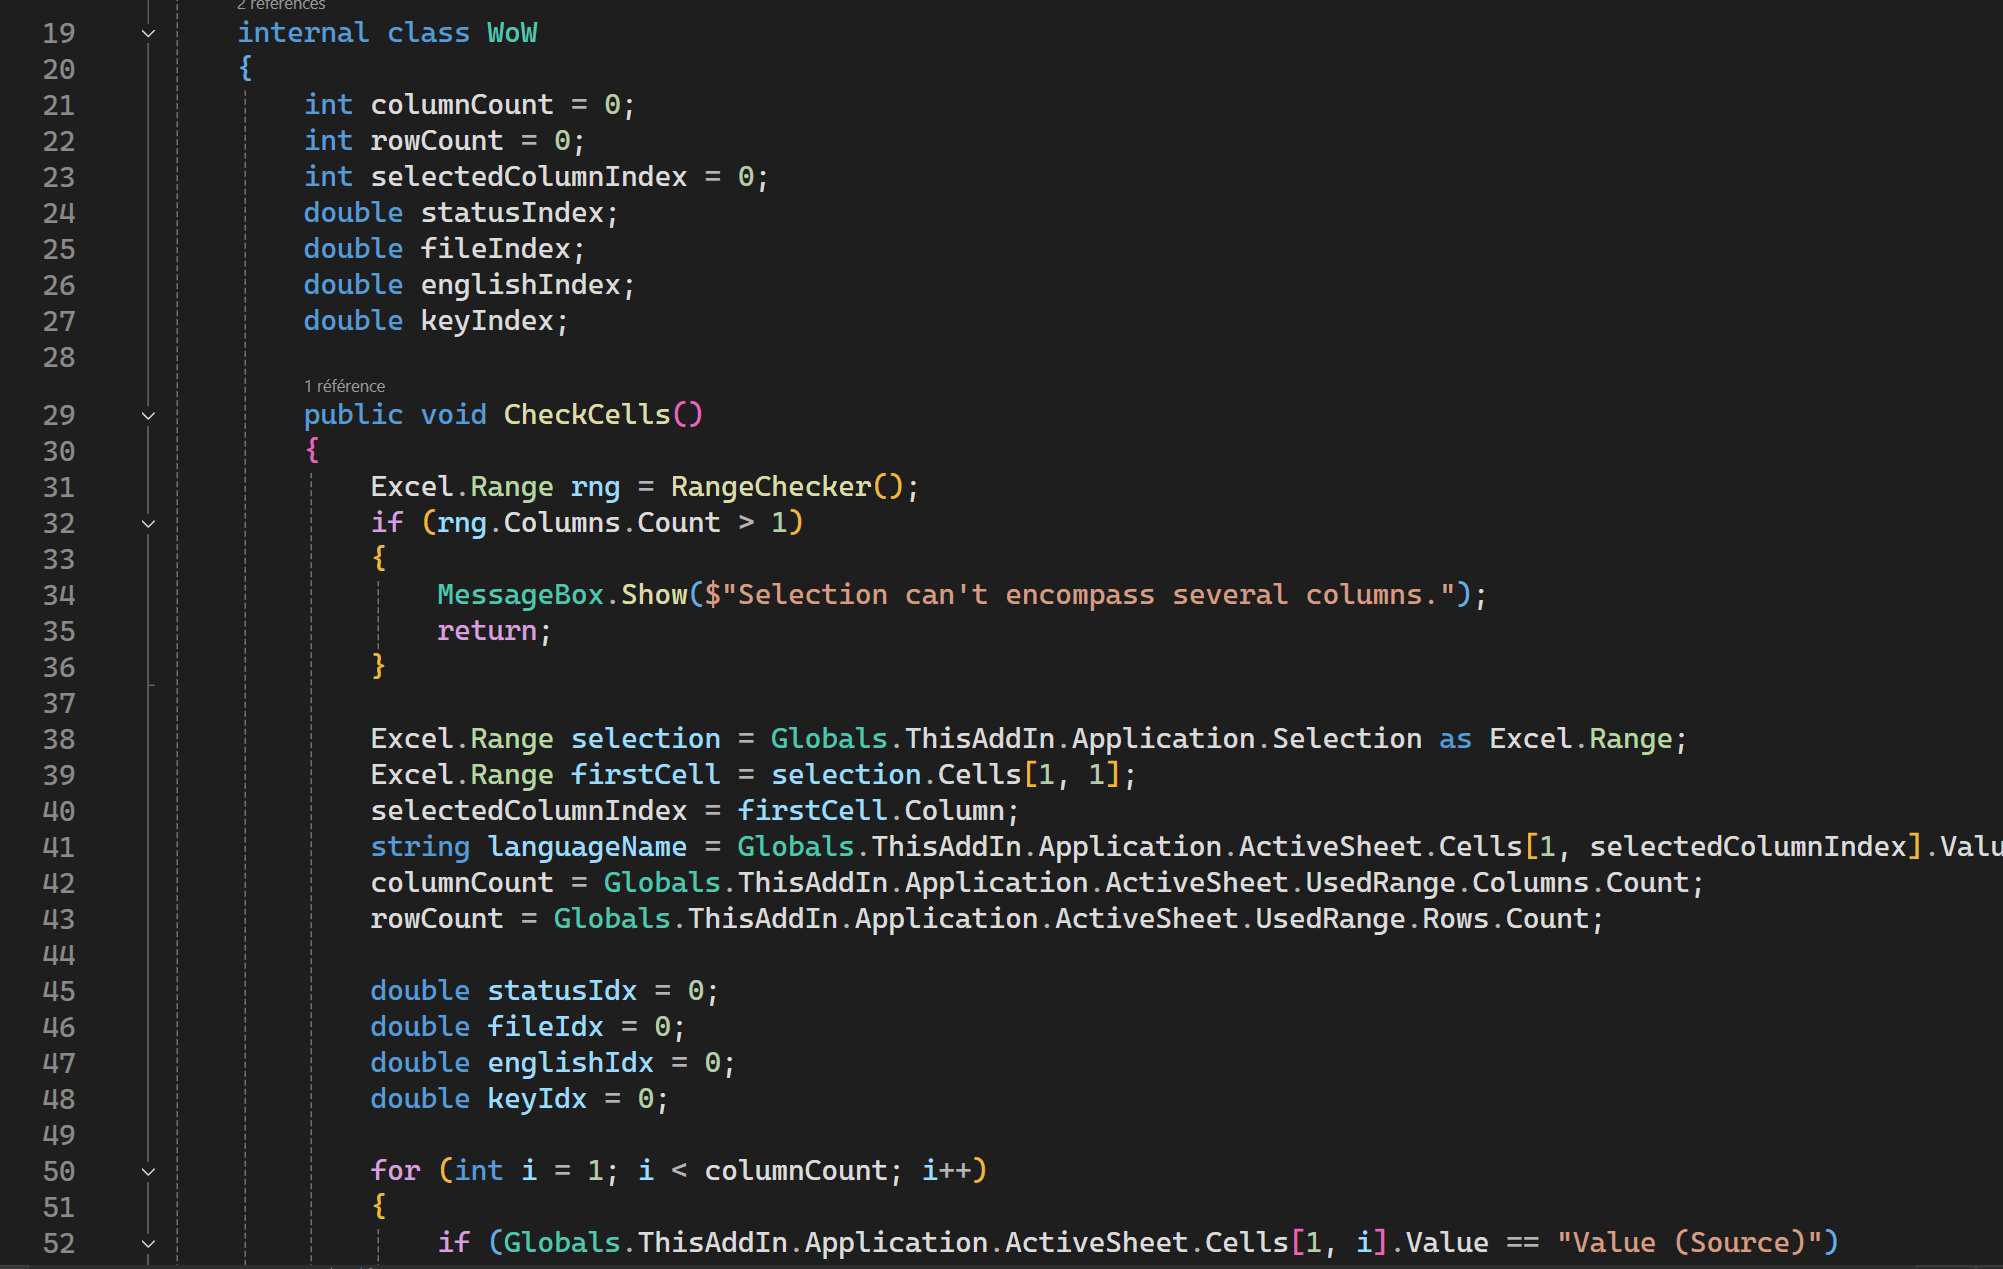 2 références
19 internal class WoW
20 {
21 int columnCount = 0;
22 int rowCount = 0;
23 int selectedColumnIndex = 0;
24 double statusIndex;
25 double fileIndex;
26 double englishIndex;
27 double keyIndex;
28
1 référence
29 public void CheckCells()
30 {
31 Excel.Range rng = RangeChecker();
32 if (rng.Columns.Count > 1)
33 {
34 MessageBox.Show($"Selection can't encompass several columns.");
35 return;
36 }
37
38 Excel.Range selection = Globals.ThisAddIn.Application.Selection as Excel.Range;
39 Excel.Range firstCell = selection.Cells[1, 1];
40 selectedColumnIndex = firstCell.Column;
41 string languageName = Globals.ThisAddIn.Application.ActiveSheet.Cells[1, selectedColumnIndex].Valu
42 columnCount = Globals.ThisAddIn.Application.ActiveSheet.UsedRange.Columns.Count;
43 rowCount = Globals.ThisAddIn.Application.ActiveSheet.UsedRange.Rows.Count;
44
45 double statusIdx = 0;
46 double fileIdx = 0;
47 double englishIdx = 0;
48 double keyIdx = 0;
49
50 for (int i = 1; i < columnCount; i++)
51 {
52 if (Globals.ThisAddIn.Application.ActiveSheet.Cells[1, i].Value == "Value (Source)")